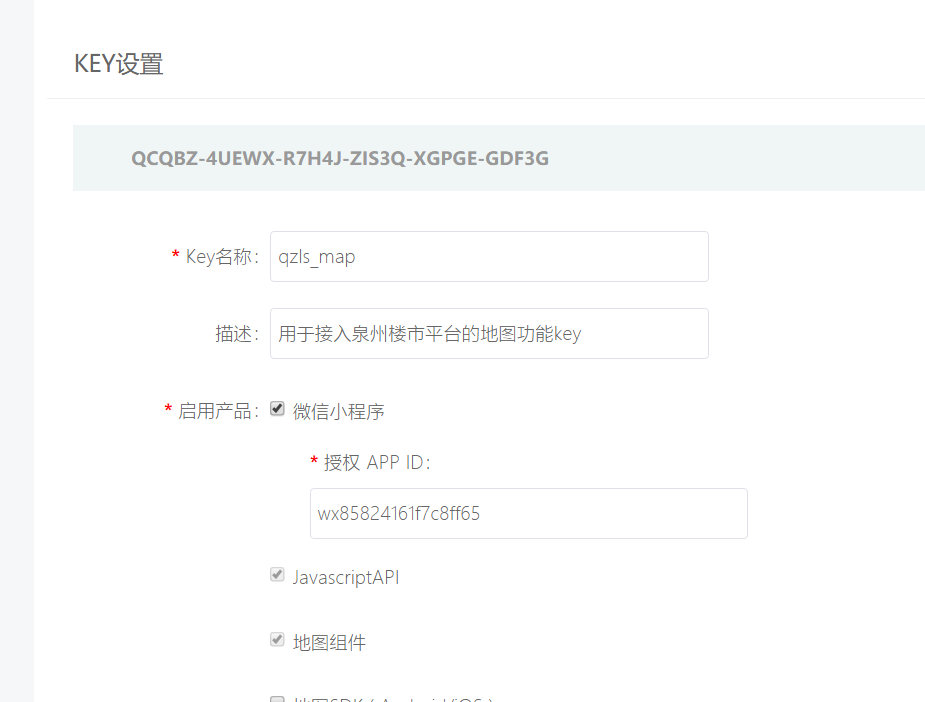 KEY设置
QCQBZ-4UEWX-R7H4J-ZIS3Q-XGPGE-GDF3G
* Key名称: qzls_map
描述: 用于接入泉州楼市平台的地图功能key
* 启用产品: 微信小程序
* 授权 APP ID:
wx85824161f7c8ff65
JavascriptAPI
地图组件